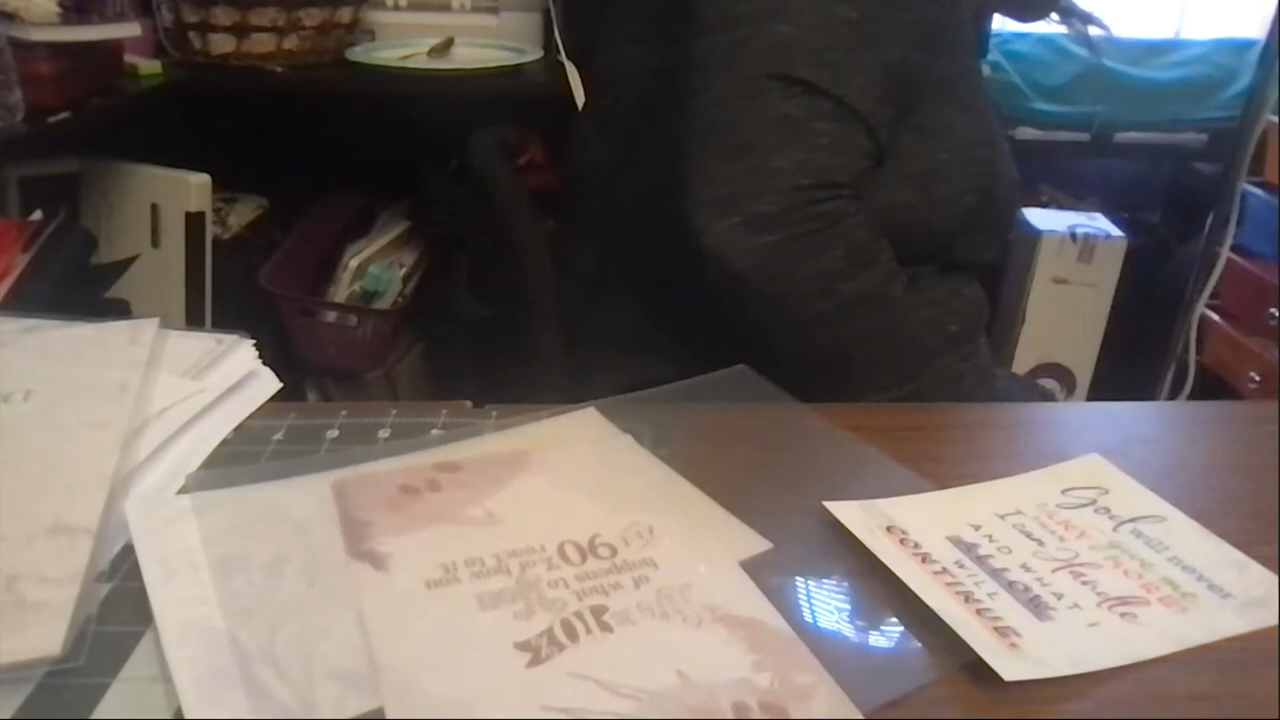 God will never
I can Handle
AND WHAT
ALLOW,
WILL
CONTINUE.
10%
of what
happens to
You
90% of how you
react to it.